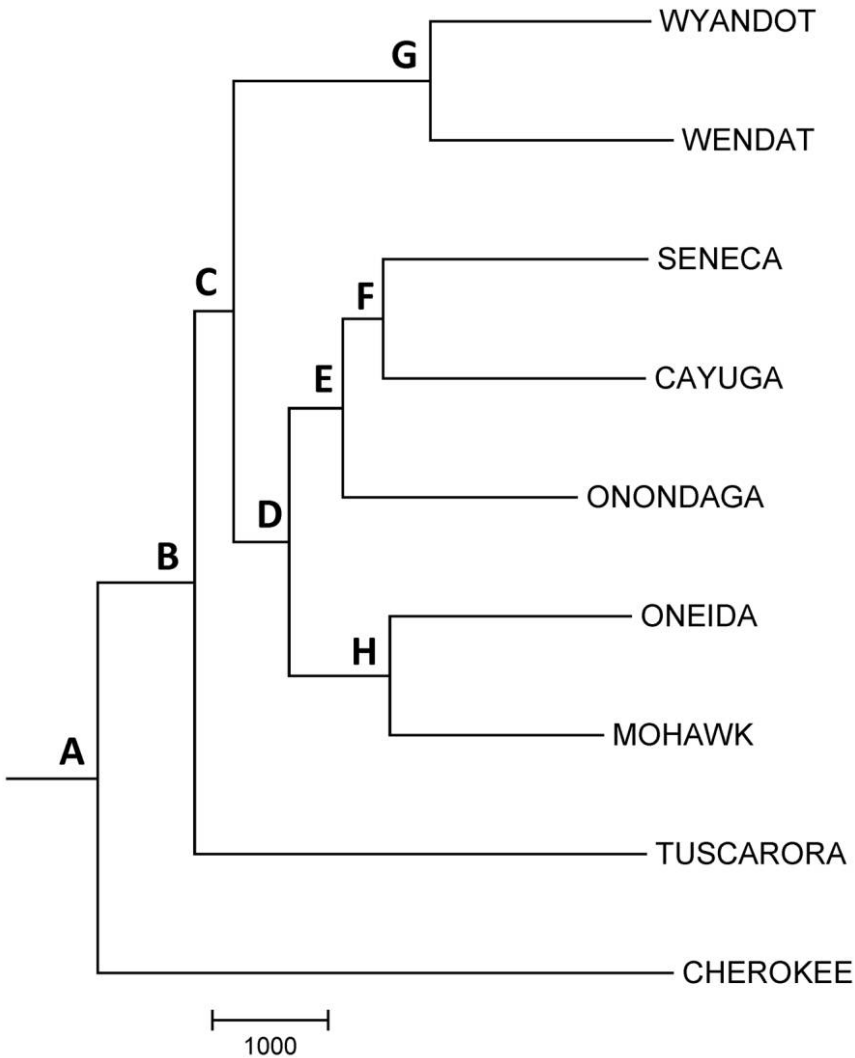 WYANDOT
G
WENDAT
SENECA
C
F
CAYUGA
E
ONONDAGA
D
B
ONEIDA
H
MOHAWK
A
TUSCARORA
CHEROKEE
1000